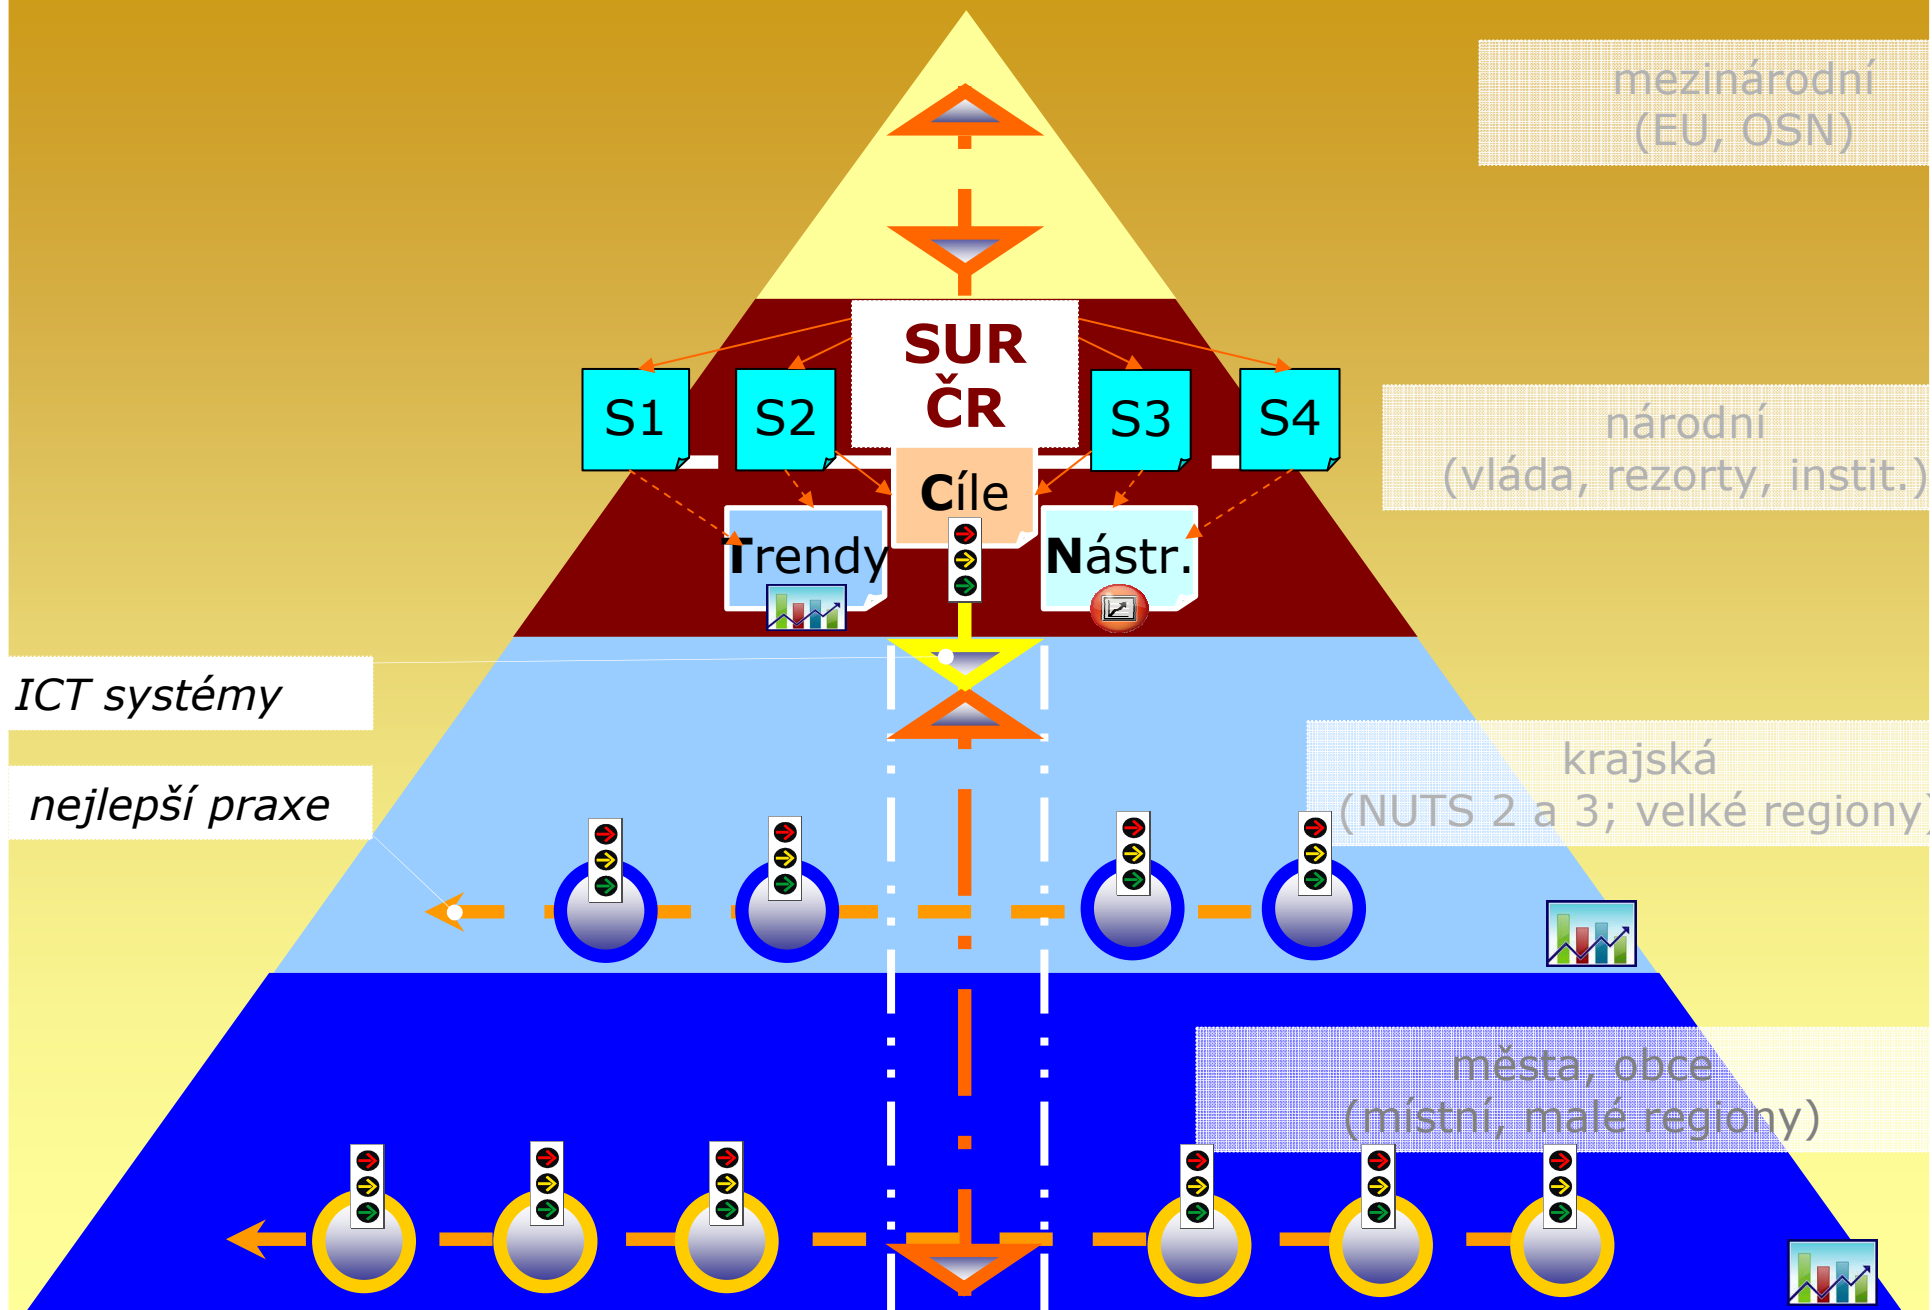 mezinárodní
(EU, OSN)
SUR
ČR
S1
S2
S3
S4
národní
(vláda, rezorty, instit.)
Cíle
Trendy
Nástr.
ICT systémy
krajská
(NUTS 2 a 3; velké regiony)
nejlepší praxe
města, obce
(místní, malé regiony)